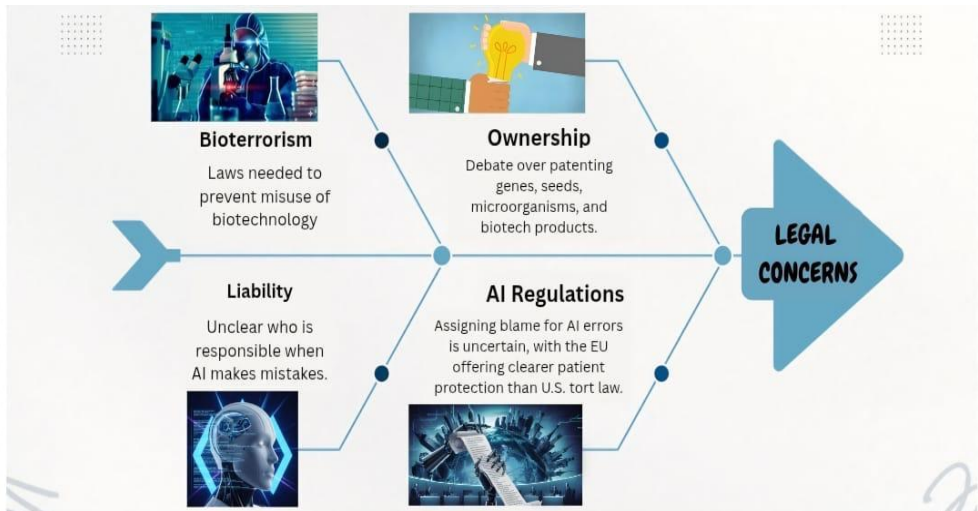 Bioterrorism
Laws needed to
prevent misuse of
biotechnology
Ownership
Debate over patenting
genes, seeds,
microorganisms, and
biotech products.
LEGAL
CONCERNS
Liability
Unclear who is
responsible when
AI makes mistakes.
AI Regulations
Assigning blame for AI errors
is uncertain, with the EU
offering clearer patient
protection than U.S. tort law.